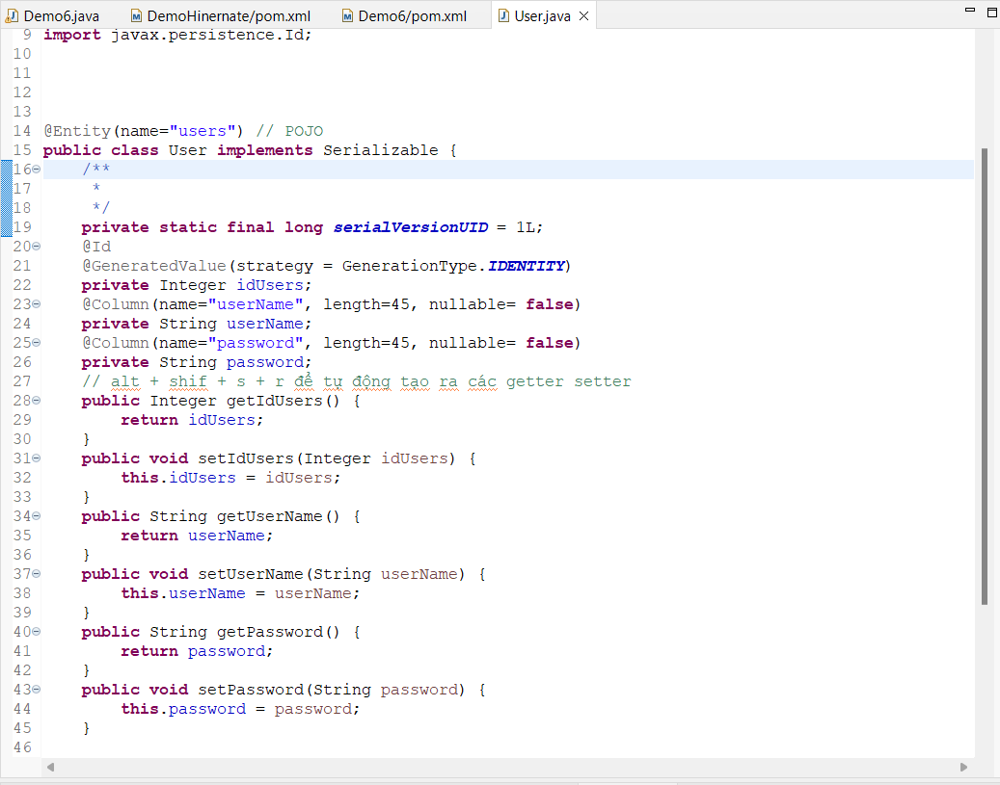 Demo6.java DemoHinernate/pom.xml Demo6/pom.xml User.java
9 import javax.persistence.Id;
10
11
12
13
14 @Entity(name="users") // POJO
15 public class User implements Serializable {
16 /**
17 *
18 */
19 private static final long serialVersionUID = 1L;
20 @Id
21 @GeneratedValue(strategy = GenerationType.IDENTITY)
22 private Integer idUsers;
23 @Column(name="userName", length=45, nullable= false)
24 private String userName;
25 @Column(name="password", length=45, nullable= false)
26 private String password;
27 // alt + shif + s + r để tự động tạo ra các getter setter
28 public Integer getIdUsers() {
29 return idUsers;
30 }
31 public void setIdUsers(Integer idUsers) {
32 this.idUsers = idUsers;
33 }
34 public String getUserName() {
35 return userName;
36 }
37 public void setUserName(String userName) {
38 this.userName = userName;
39 }
40 public String getPassword() {
41 return password;
42 }
43 public void setPassword(String password) {
44 this.password = password;
45 }
46